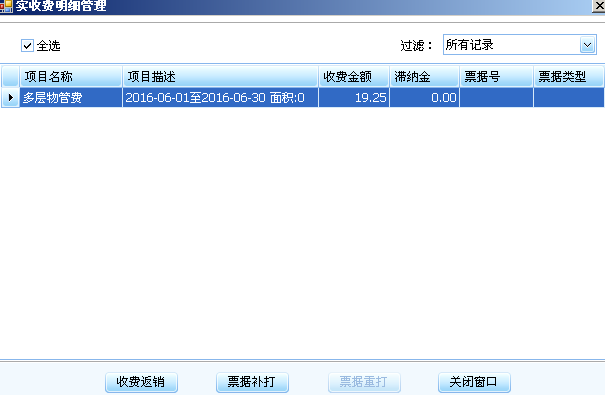 实收费明细管理
全选 过滤： 所有记录
项目名称 项目描述 收费金额 滞纳金 票据号 票据类型
多层物管费 2016-06-01至2016-06-30 面积:0 19.25 0.00
收费返销 票据补打 票据重打 关闭窗口